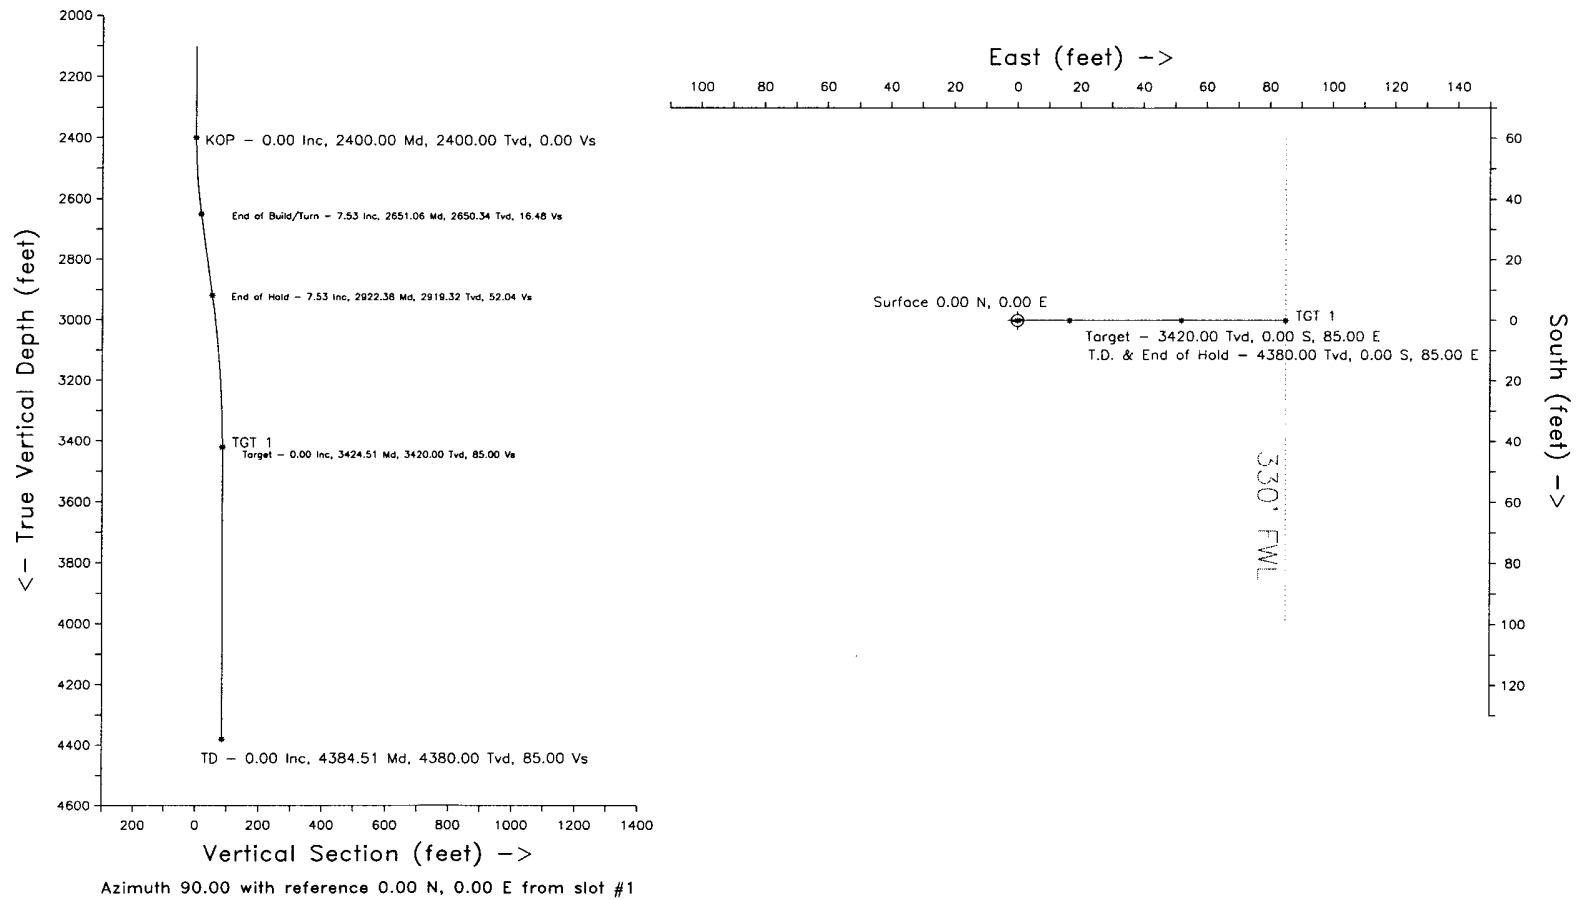 <- True Vertical Depth (feet)
2000
2200
2400
2600
2800
3000
3200
3400
3600
3800
4000
4200
4400
4600
KOP - 0.00 Inc, 2400.00 Md, 2400.00 Tvd, 0.00 Vs
End of Build/Turn - 7.53 Inc, 2651.06 Md, 2650.34 Tvd, 16.48 Vs
End of Hold - 7.53 Inc, 2922.38 Md, 2919.32 Tvd, 52.04 Vs
TGT 1
Target - 0.00 Inc, 3424.51 Md, 3420.00 Tvd, 85.00 Vs
TD - 0.00 Inc, 4384.51 Md, 4380.00 Tvd, 85.00 Vs
200 0 200 400 600 800 1000 1200 1400
Vertical Section (feet) ->
Azimuth 90.00 with reference 0.00 N, 0.00 E from slot #1
East (feet) ->
100 80 60 40 20 0 20 40 60 80 100 120 140
Surface 0.00 N, 0.00 E
TGT 1
Target - 3420.00 Tvd, 0.00 S, 85.00 E
T.D. & End of Hold - 4380.00 Tvd, 0.00 S, 85.00 E
330' FWL
60
40
20
0
20
40
60
80
100
120
South (feet) ->